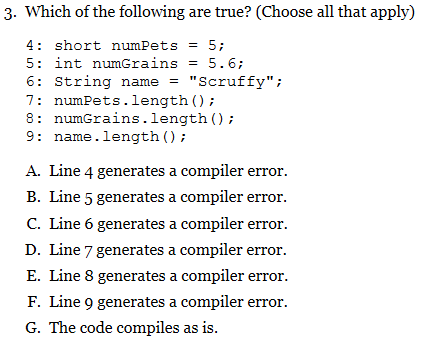 3. Which of the following are true? (Choose all that apply)
4: short numPets = 5;
5: int numGrains = 5.6;
6: String name = "Scruffy";
7: numPets.length();
8: numGrains.length();
9: name.length();
A. Line 4 generates a compiler error.
B. Line 5 generates a compiler error.
C. Line 6 generates a compiler error.
D. Line 7 generates a compiler error.
E. Line 8 generates a compiler error.
F. Line 9 generates a compiler error.
G. The code compiles as is.